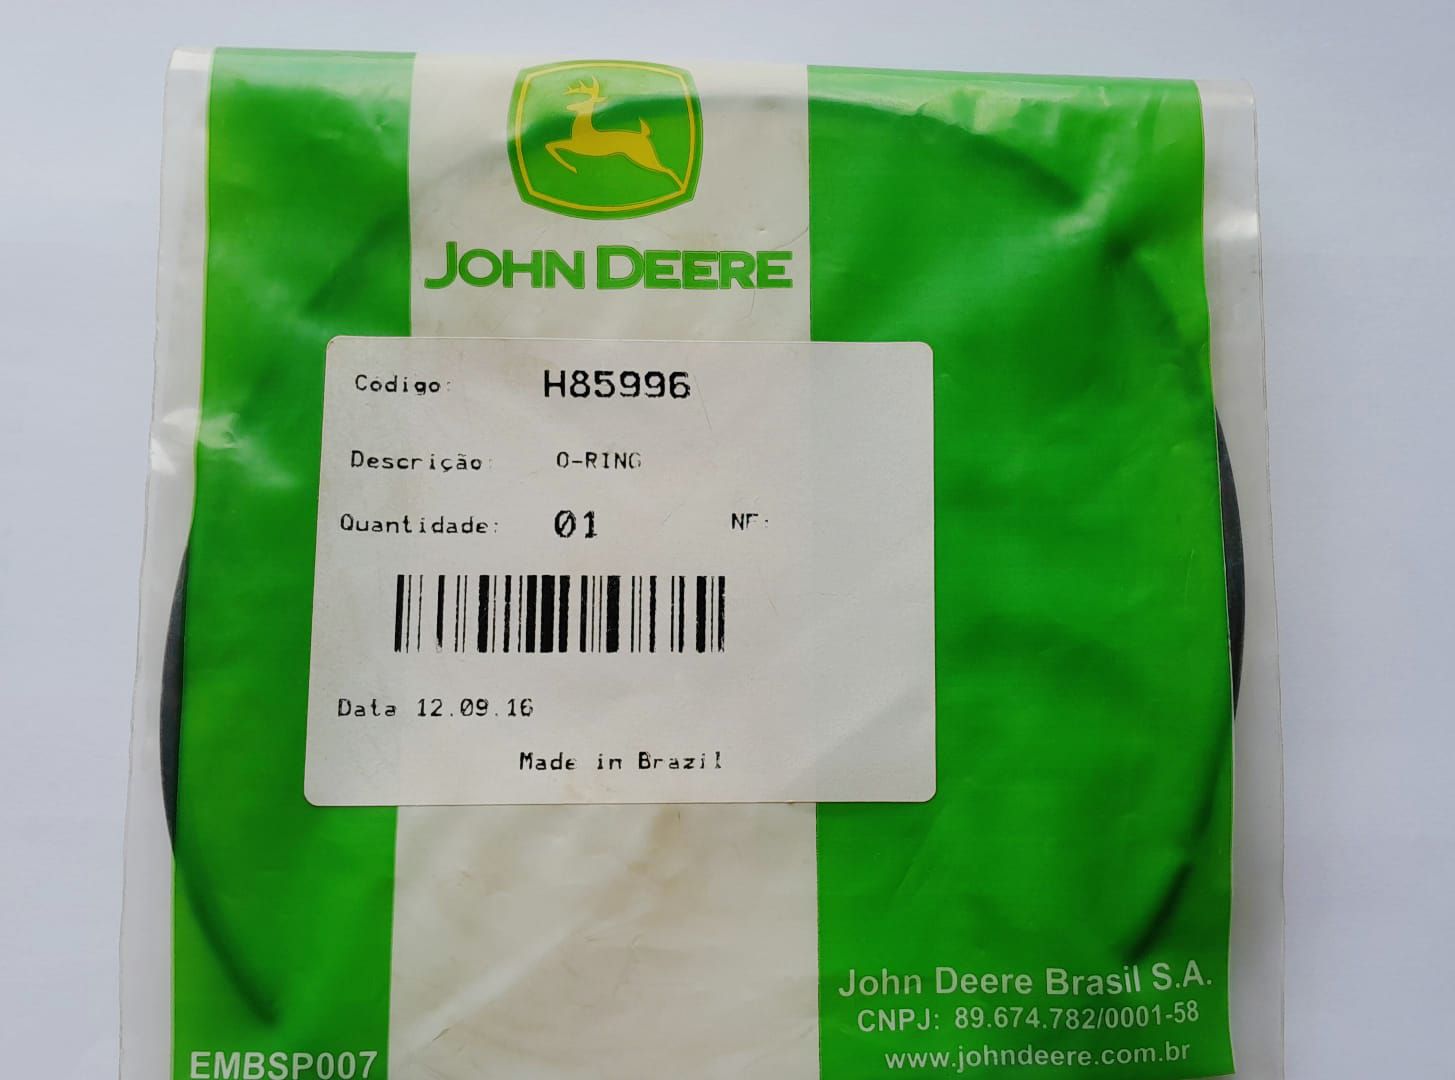 JOHN DEERE
Código: H85996
Descrição: O-RING
Quantidade: 01 NF:
Data 12.09.16
Made in Brazil
John Deere Brasil S.A.
CNPJ: 89.674.782/0001-58
www.johndeere.com.br
EMBSP007